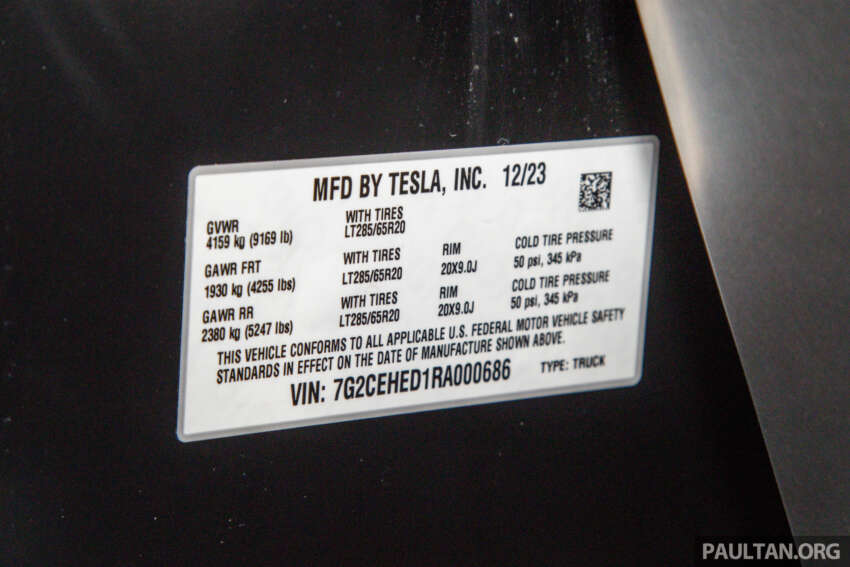 MFD BY TESLA, INC. 12/23
GVWR WITH TIRES
4159 kg (9169 lb) LT285/65R20
GAWR FRT WITH TIRES RIM COLD TIRE PRESSURE
1930 kg (4255 lbs) LT285/65R20 20X9.0J 50 psi, 345 kPa
GAWR RR WITH TIRES RIM COLD TIRE PRESSURE
2380 kg (5247 lbs) LT285/65R20 20X9.0J 50 psi, 345 kPa
THIS VEHICLE CONFORMS TO ALL APPLICABLE U.S. FEDERAL MOTOR VEHICLE SAFETY
STANDARDS IN EFFECT ON THE DATE OF MANUFACTURE SHOWN ABOVE.
VIN: 7G2CEHED1RA000686 TYPE: TRUCK
PAULTAN.ORG